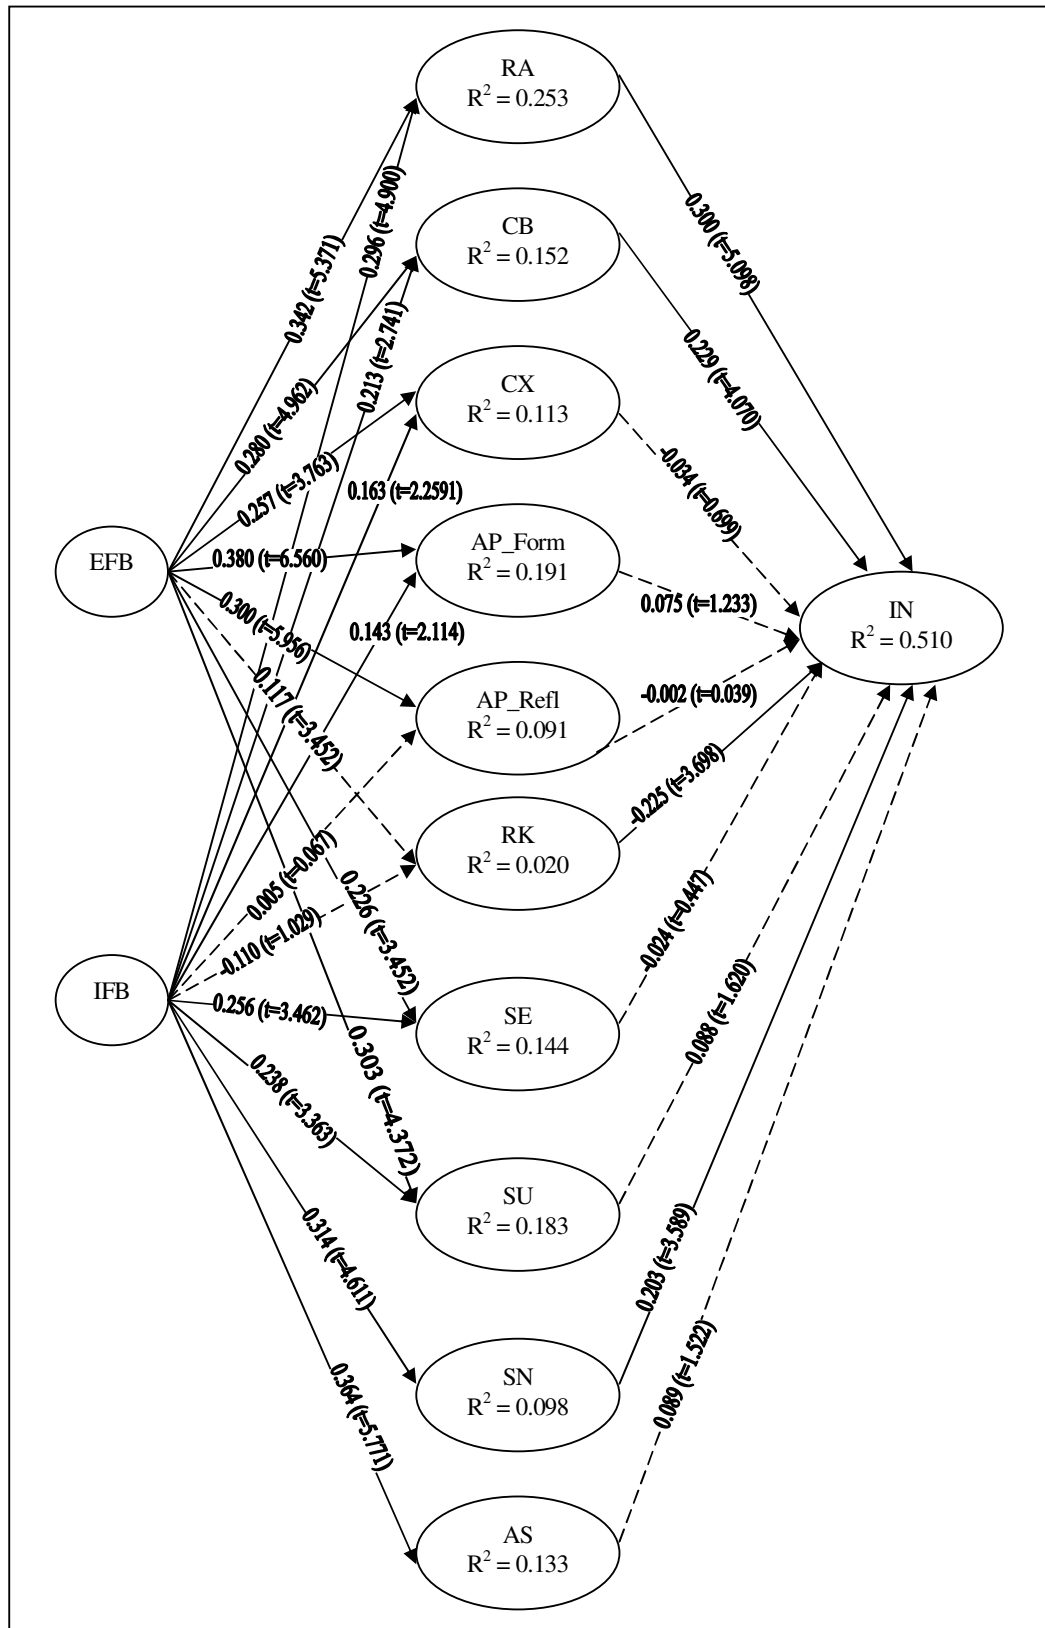 RA
R² = 0.253
CB
R² = 0.152
CX
R² = 0.113
AP_Form
R² = 0.191
AP_Refl
R² = 0.091
RK
R² = 0.020
SE
R² = 0.144
SU
R² = 0.183
SN
R² = 0.098
AS
R² = 0.133
EFB
IFB
IN
R² = 0.510
0.342 (t=5.371)
0.296 (t=4.900)
0.280 (t=4.962)
0.213 (t=2.741)
0.257 (t=3.763)
0.163 (t=2.2591)
0.380 (t=6.560)
0.143 (t=2.114)
0.300 (t=5.956)
0.117 (t=3.452)
0.005 (t=0.067)
-0.110 (t=1.029)
0.226 (t=3.452)
0.256 (t=3.462)
0.303 (t=4.372)
0.238 (t=3.363)
0.314 (t=4.611)
0.364 (t=5.771)
0.300 (t=5.098)
0.229 (t=4.070)
-0.034 (t=0.699)
0.075 (t=1.233)
-0.002 (t=0.039)
-0.225 (t=3.698)
-0.024 (t=0.447)
0.088 (t=1.620)
0.203 (t=3.589)
0.089 (t=1.522)